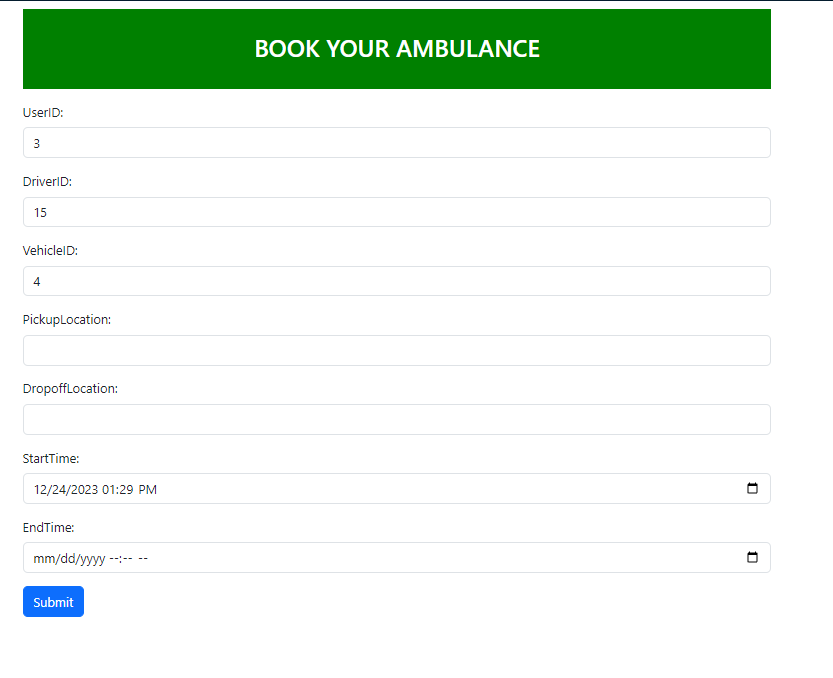 BOOK YOUR AMBULANCE
UserID:
3
DriverID:
15
VehicleID:
4
PickupLocation:
DropoffLocation:
StartTime:
12/24/2023 01:29 PM
EndTime:
mm/dd/yyyy --:-- --
Submit